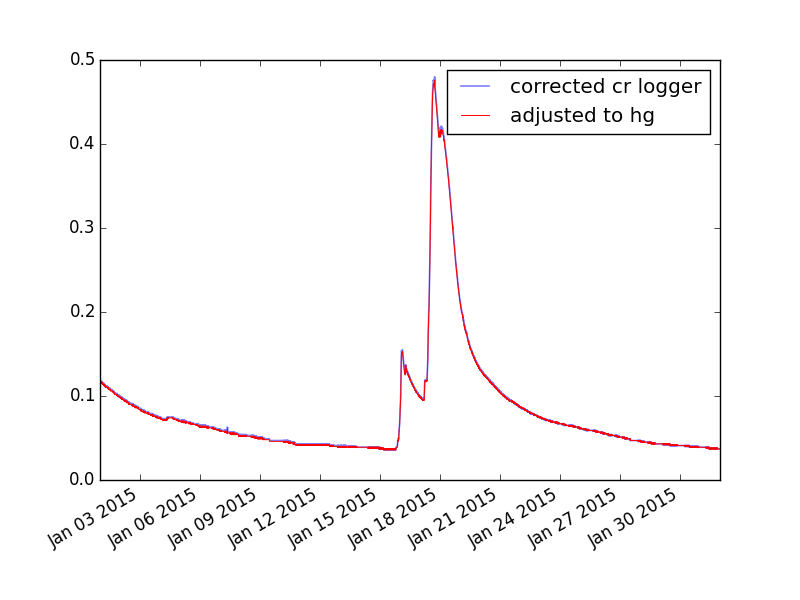 0.5
corrected cr logger
adjusted to hg
0.4
0.3
0.2
0.1
0.0
Jan 03 2015
Jan 06 2015
Jan 09 2015
Jan 12 2015
Jan 15 2015
Jan 18 2015
Jan 21 2015
Jan 24 2015
Jan 27 2015
Jan 30 2015